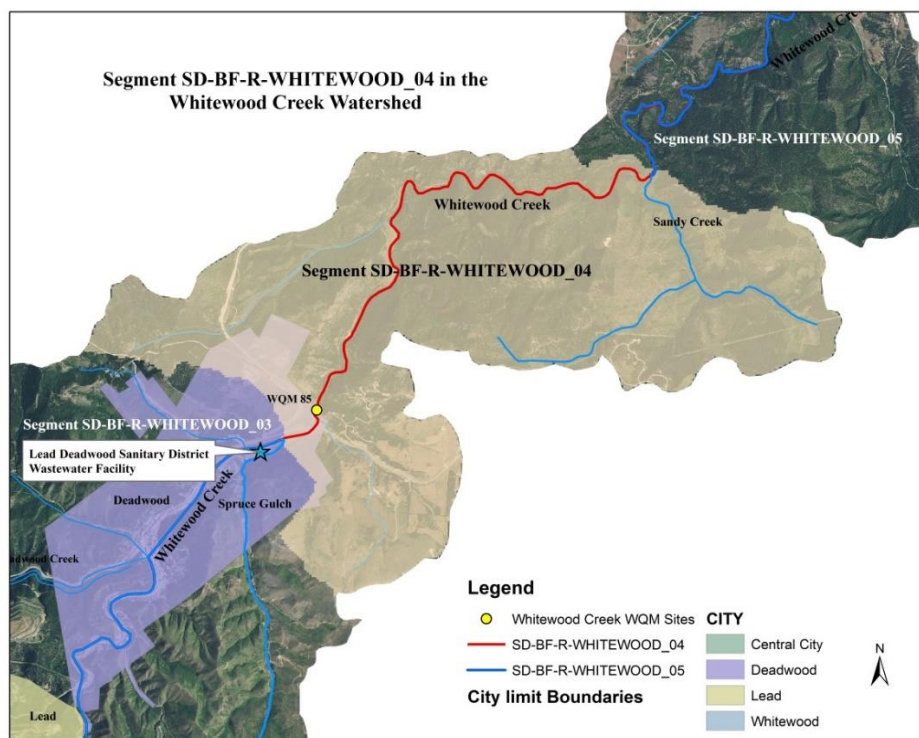 Segment SD-BF-R-WHITEWOOD_04 in the
Whitewood Creek Watershed
Whitewood Cre
Segment SD-BF-R-WHITEWOOD_05
Whitewood Creek
Sandy Creek
Segment SD-BF-R-WHITEWOOD_04
WQM 85
Segment SD-BF-R-WHITEWOOD_03
Lead Deadwood Sanitary District
Wastewater Facility
Deadwood
Whitewood Creek
Spruce Gulch
dwood Creek
Lead
Legend
Whitewood Creek WQM Sites
SD-BF-R-WHITEWOOD_04
SD-BF-R-WHITEWOOD_05
City limit Boundaries
CITY
Central City
Deadwood
Lead
Whitewood
N